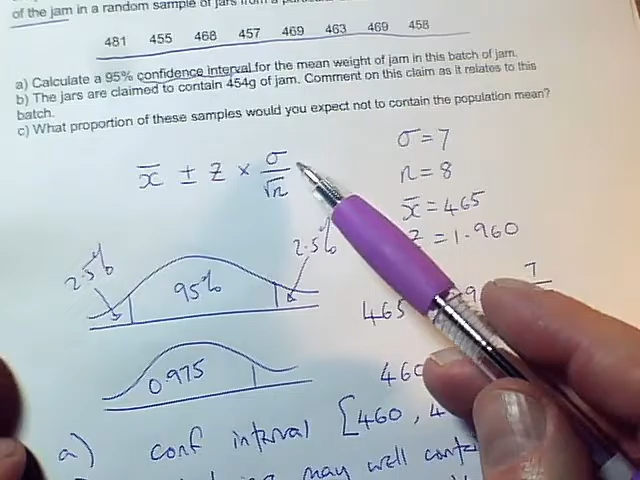 of the jam in a random sample of jars from a
481 455 468 457 469 463 469 458
a) Calculate a 95% confidence interval for the mean weight of jam in this batch of jam.
b) The jars are claimed to contain 454g of jam. Comment on this claim as it relates to this
batch.
c) What proportion of these samples would you expect not to contain the population mean?
x̄ ± z × σ/√n
σ = 7
n = 8
x̄ = 465
z = 1.960
2.5%
95%
2.5%
465
7
0.975
460
a) conf interval [460, 4
may well contain